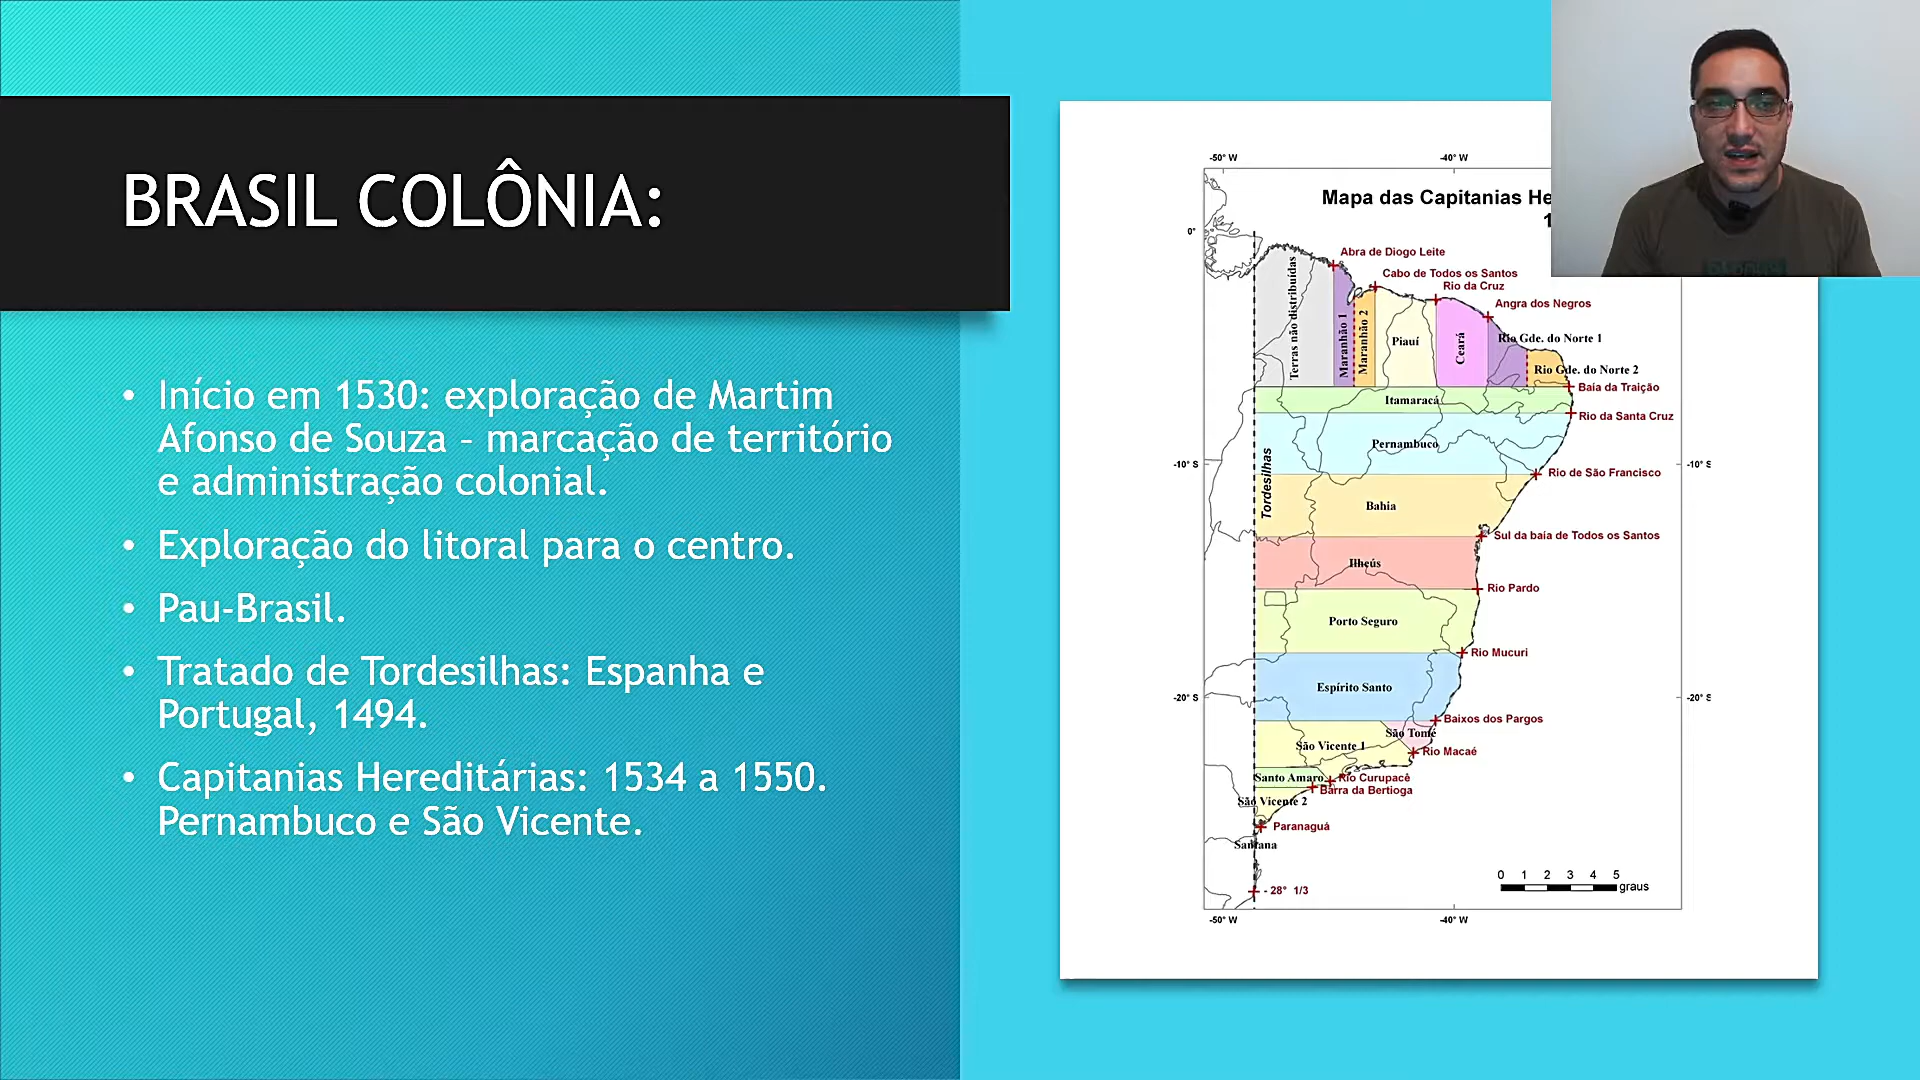 BRASIL COLÔNIA:
• Início em 1530: exploração de Martim
Afonso de Souza – marcação de território
e administração colonial.
• Exploração do litoral para o centro.
• Pau-Brasil.
• Tratado de Tordesilhas: Espanha e
Portugal, 1494.
• Capitanias Hereditárias: 1534 a 1550.
Pernambuco e São Vicente.
-50° W
-40° W
Mapa das Capitanias He
0°
Abra de Diogo Leite
Cabo de Todos os Santos
Rio da Cruz
Angra dos Negros
Terras não distribuídas
Maranhão 1
Maranhão 2
Piauí
Ceará
Rio Gde. do Norte 1
Rio Gde. do Norte 2
Baía da Traição
Itamaracá
Rio da Santa Cruz
Pernambuco
Tordesilhas
-10° S
-10° S
Rio de São Francisco
Bahia
Sul da baía de Todos os Santos
Ilheús
Rio Pardo
Porto Seguro
Rio Mucuri
Espírito Santo
-20° S
-20° S
Baixos dos Pargos
São Tomé
São Vicente 1
Rio Macaé
Santo Amaro
Rio Curupacê
Barra da Bertioga
São Vicente 2
Paranaguá
Santana
- 28° 1/3
0 1 2 3 4 5
graus
-50° W
-40° W